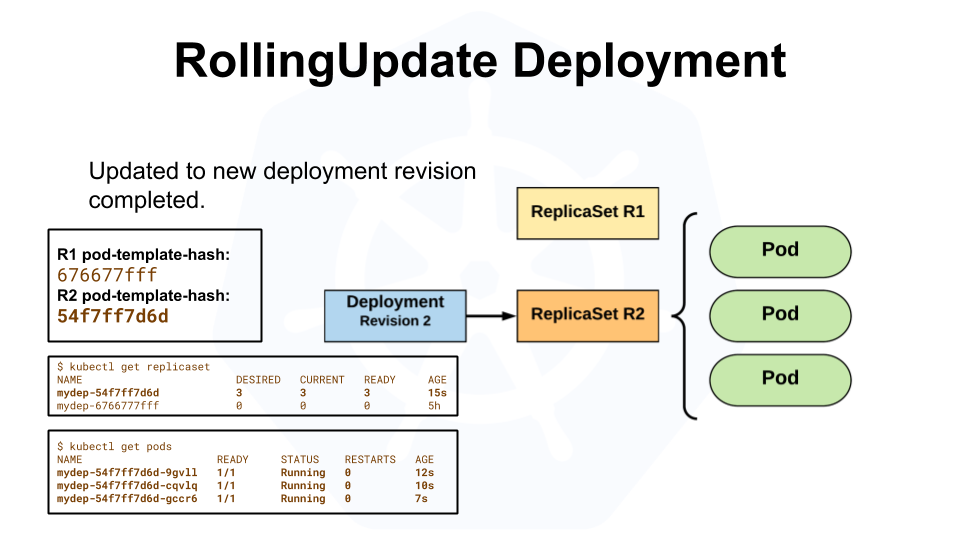 RollingUpdate Deployment
Updated to new deployment revision
completed.
R1 pod-template-hash:
676677fff
R2 pod-template-hash:
54f7ff7d6d
Deployment
Revision 2
ReplicaSet R1
ReplicaSet R2
Pod
Pod
Pod
$ kubectl get replicaset
NAME DESIRED CURRENT READY AGE
mydep-54f7ff7d6d 3 3 3 15s
mydep-6766777fff 0 0 0 5h
$ kubectl get pods
NAME READY STATUS RESTARTS AGE
mydep-54f7ff7d6d-9gvll 1/1 Running 0 12s
mydep-54f7ff7d6d-cqvlq 1/1 Running 0 10s
mydep-54f7ff7d6d-gccr6 1/1 Running 0 7s